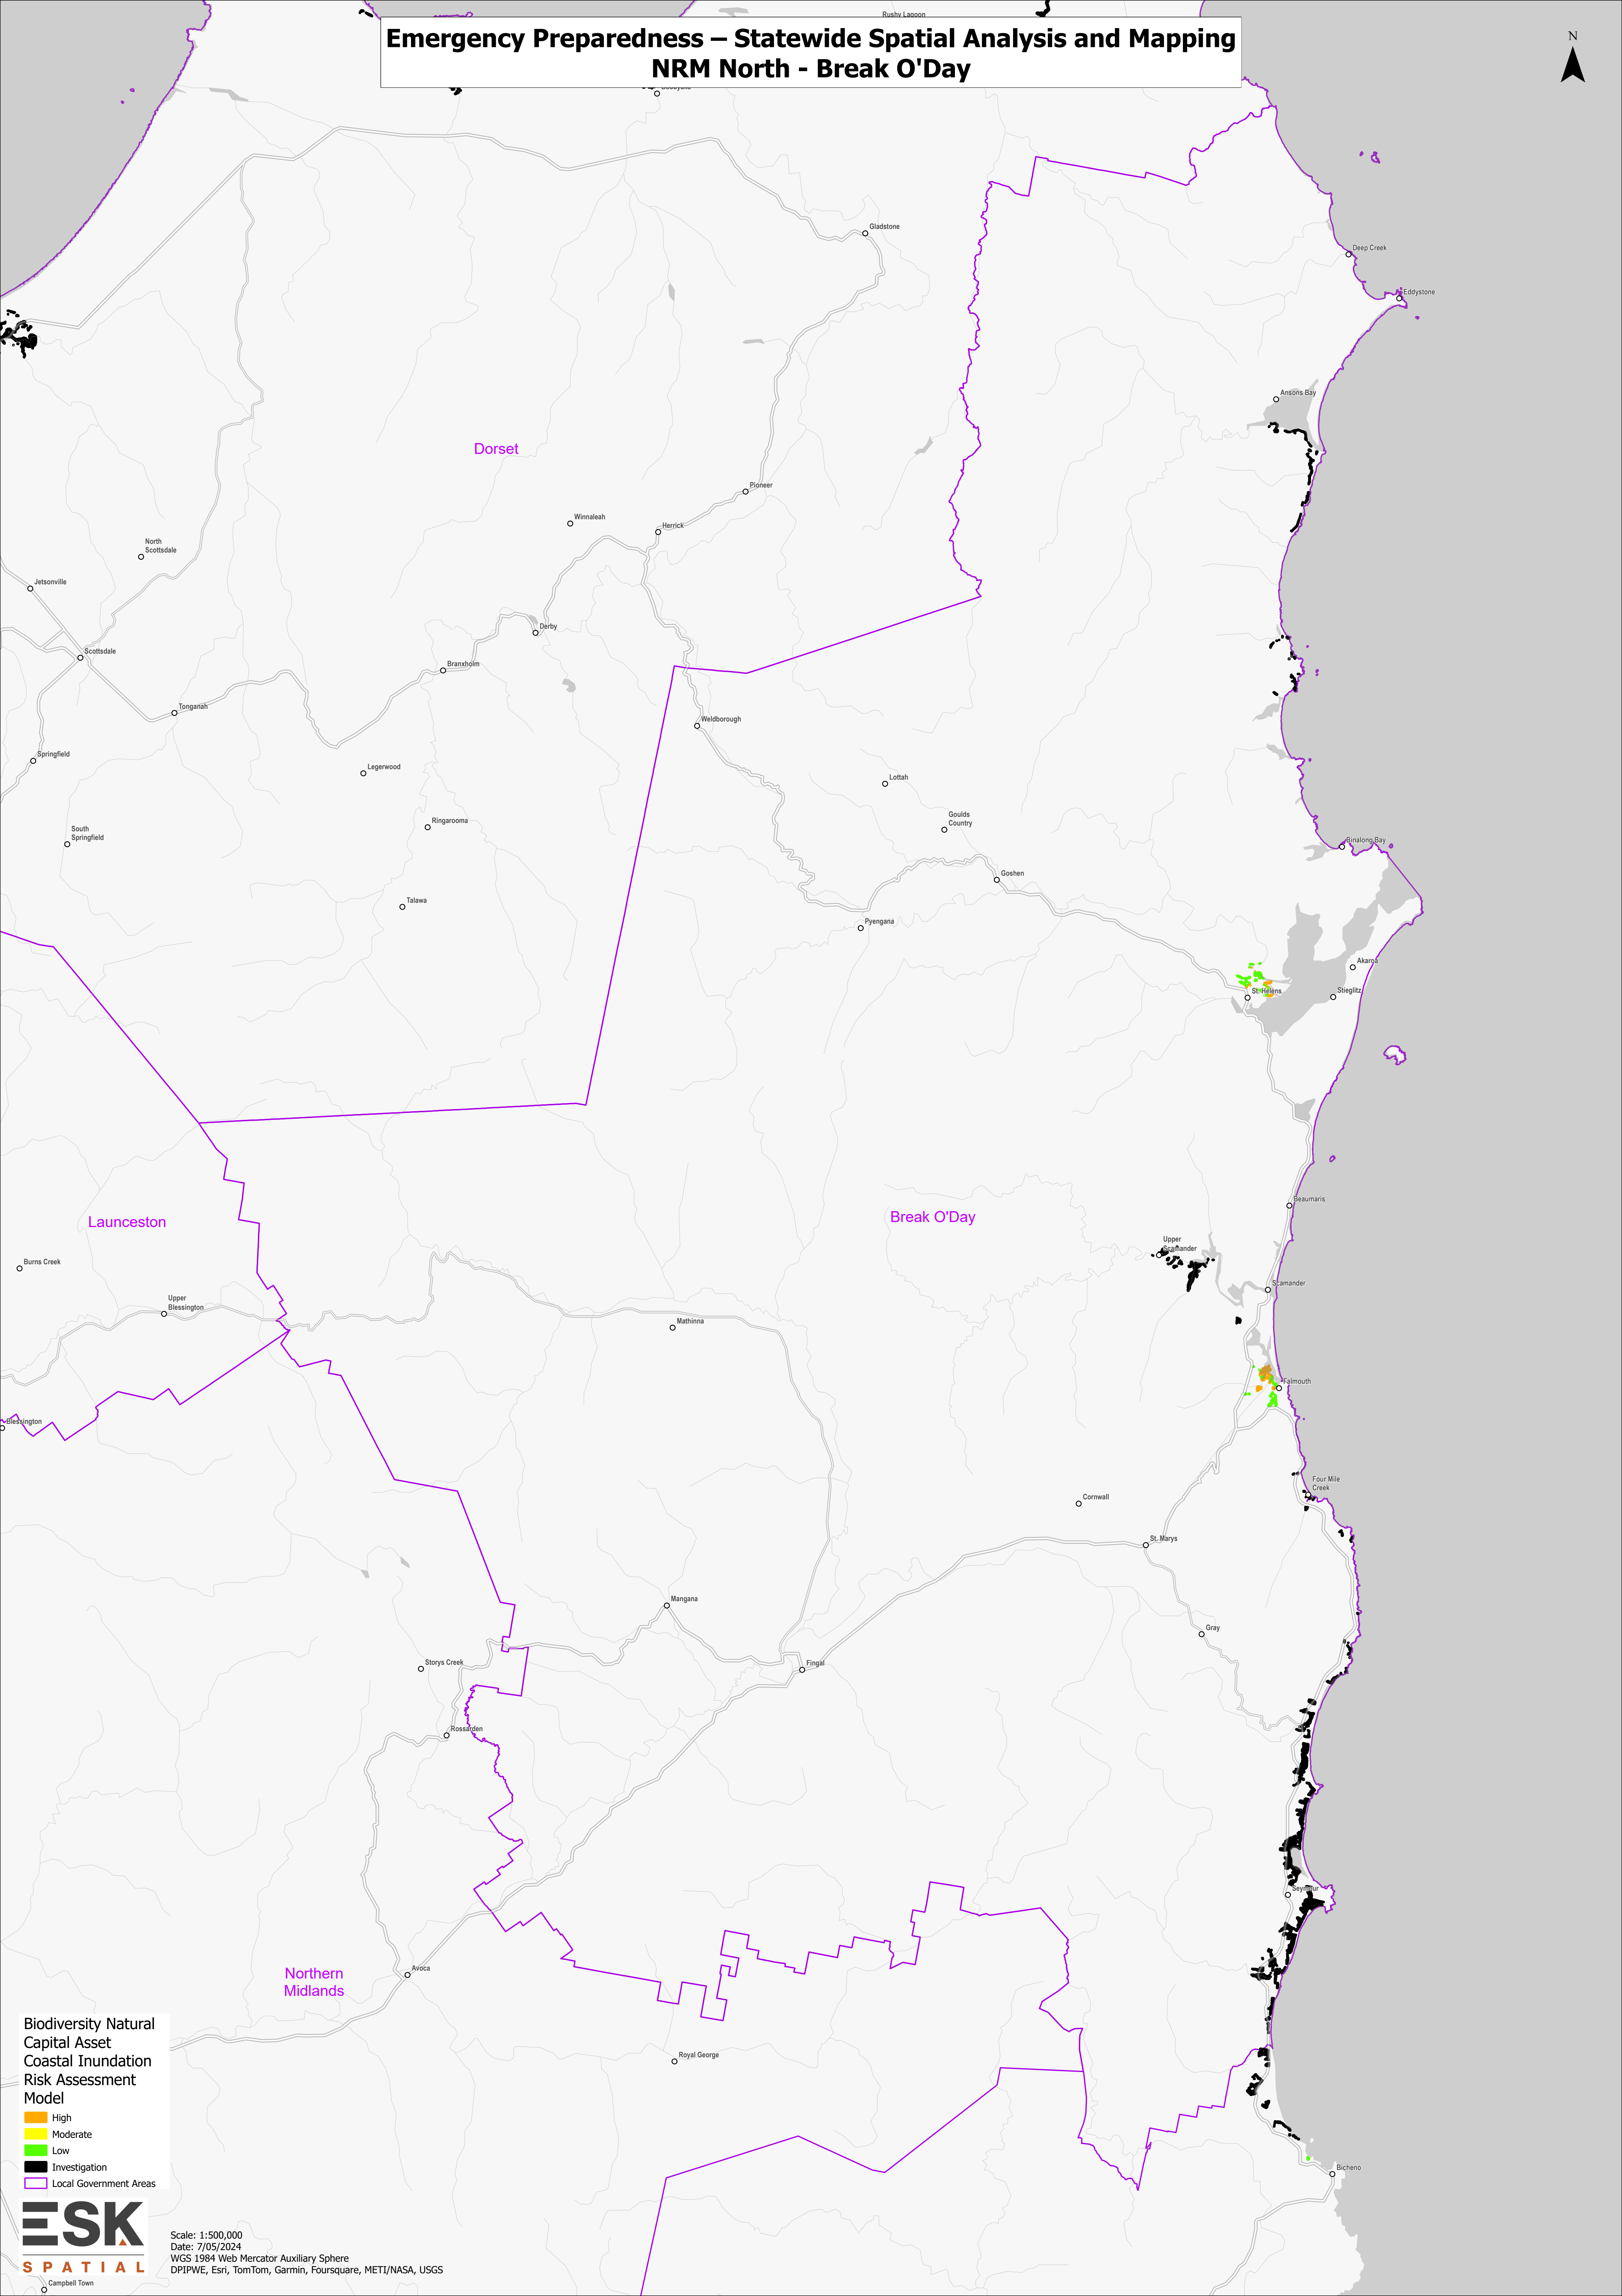 Rushy Lagoon
Emergency Preparedness – Statewide Spatial Analysis and Mapping
NRM North - Break O'Day
N
Gladstone
Deep Creek
Eddystone
Ansons Bay
Dorset
Pioneer
Winnaleah
Herrick
North
Scottsdale
Jetsonville
Derby
Scottsdale
Branxholm
Tonganah
Weldborough
Springfield
Legerwood
Lottah
Goulds
Country
Ringarooma
South
Springfield
Binalong Bay
Goshen
Talawa
Pyengana
Akaroa
St. Helens
Stieglitz
Beaumaris
Launceston
Break O'Day
Upper
Scamander
Burns Creek
Scamander
Upper
Blessington
Mathinna
Falmouth
Blessington
Four Mile
Creek
Cornwall
St. Marys
Mangana
Gray
Storys Creek
Fingal
Rossarden
Seymour
Avoca
Northern
Midlands
Royal George
Bicheno
Biodiversity Natural
Capital Asset
Coastal Inundation
Risk Assessment
Model
High
Moderate
Low
Investigation
Local Government Areas
ESK
SPATIAL
Scale: 1:500,000
Date: 7/05/2024
WGS 1984 Web Mercator Auxiliary Sphere
DPIPWE, Esri, TomTom, Garmin, Foursquare, METI/NASA, USGS
Campbell Town